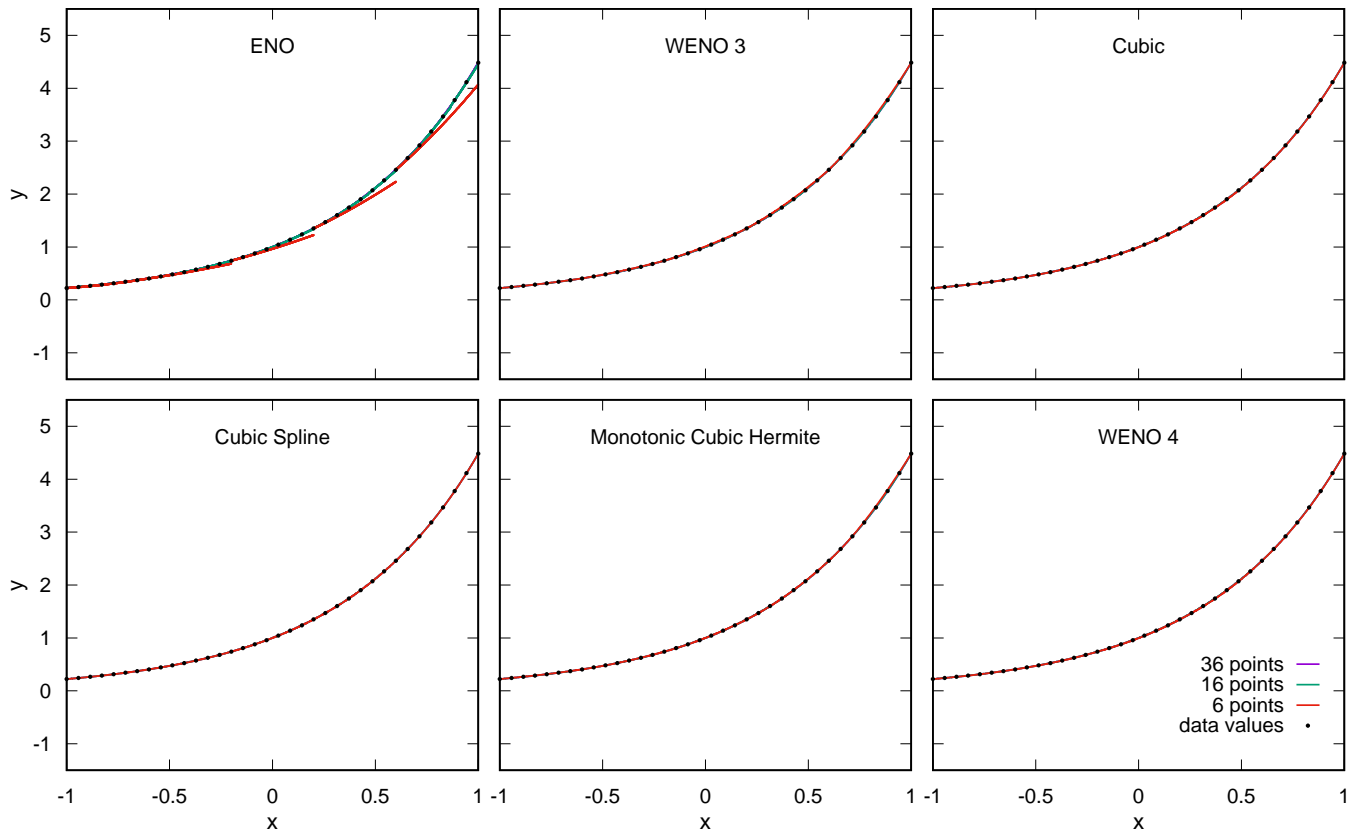 ENO
WENO 3
Cubic
5
4
3
2
1
0
-1
y
Cubic Spline
Monotonic Cubic Hermite
WENO 4
5
4
3
2
1
0
-1
y
36 points
16 points
6 points
data values
-1 -0.5 0 0.5 1
-1 -0.5 0 0.5 1
-1 -0.5 0 0.5 1
x
x
x